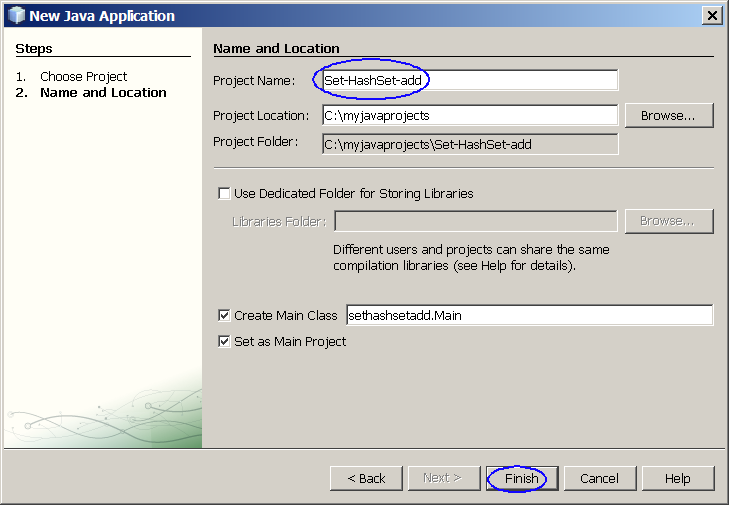 New Java Application
Steps
1. Choose Project
2. Name and Location
Name and Location
Project Name: Set-HashSet-add
Project Location: C:\myjavaprojects Browse...
Project Folder: C:\myjavaprojects\Set-HashSet-add
Use Dedicated Folder for Storing Libraries
Libraries Folder: Browse...
Different users and projects can share the same
compilation libraries (see Help for details).
Create Main Class sethashsetadd.Main
Set as Main Project
< Back Next > Finish Cancel Help